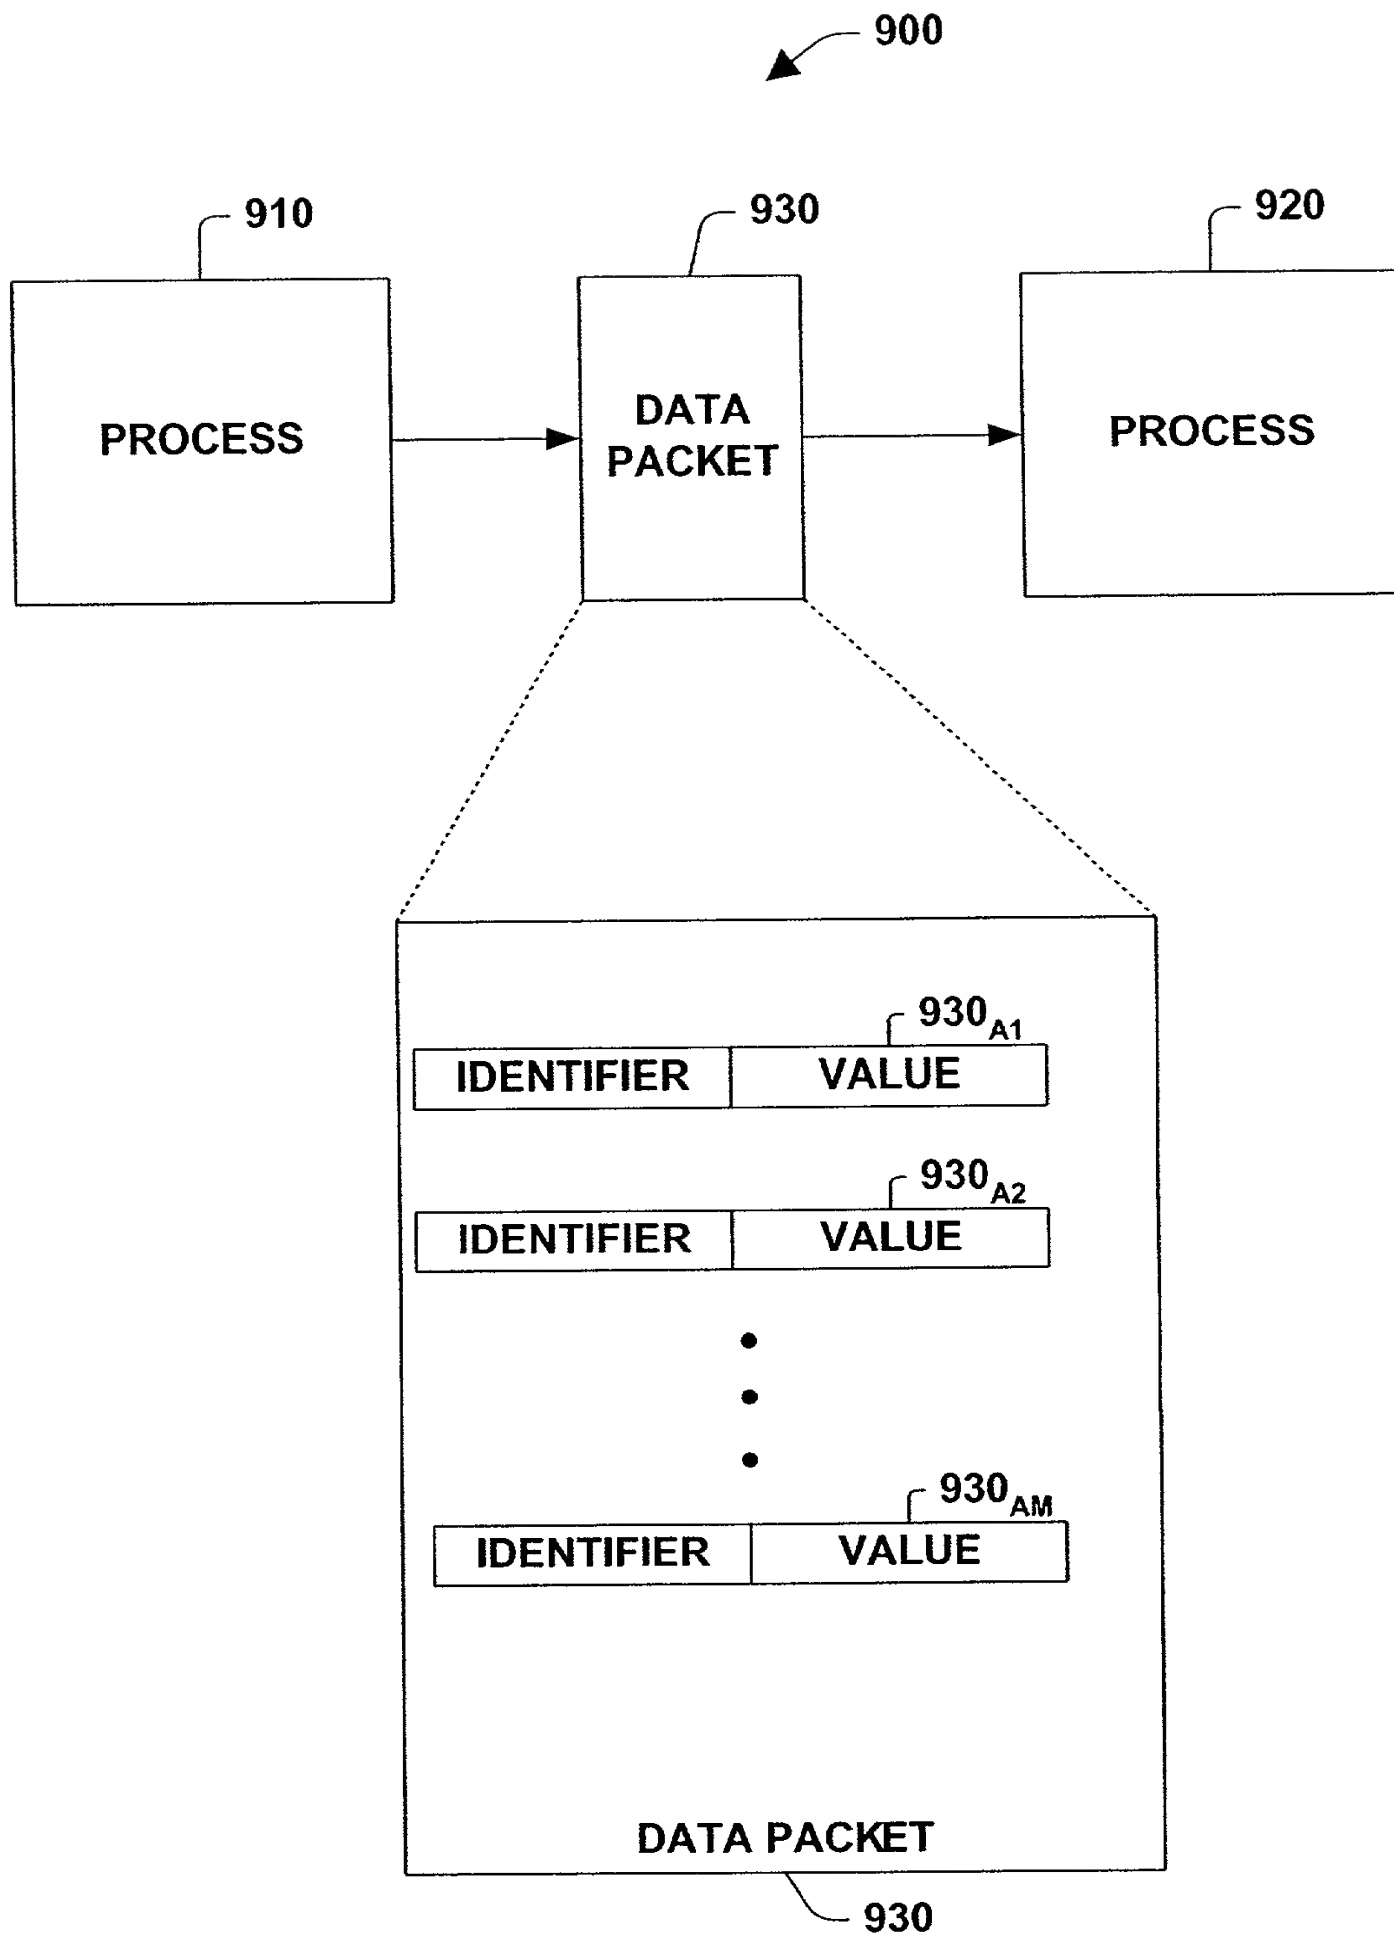 900
910
930
920
PROCESS
DATA
PACKET
PROCESS
930A1
IDENTIFIER VALUE
930A2
IDENTIFIER VALUE
930AM
IDENTIFIER VALUE
DATA PACKET
930